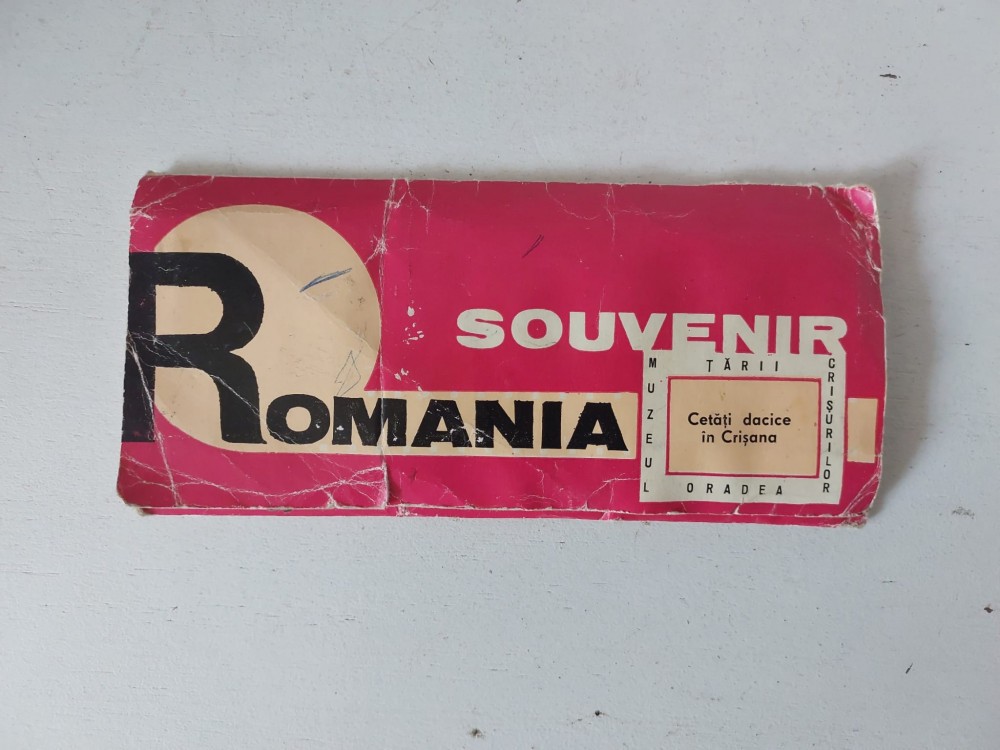 SOUVENIR
ROMANIA
MUZEUL
ȚĂRII
CRIȘURILOR
ORADEA
Cetăți dacice
în Crișana